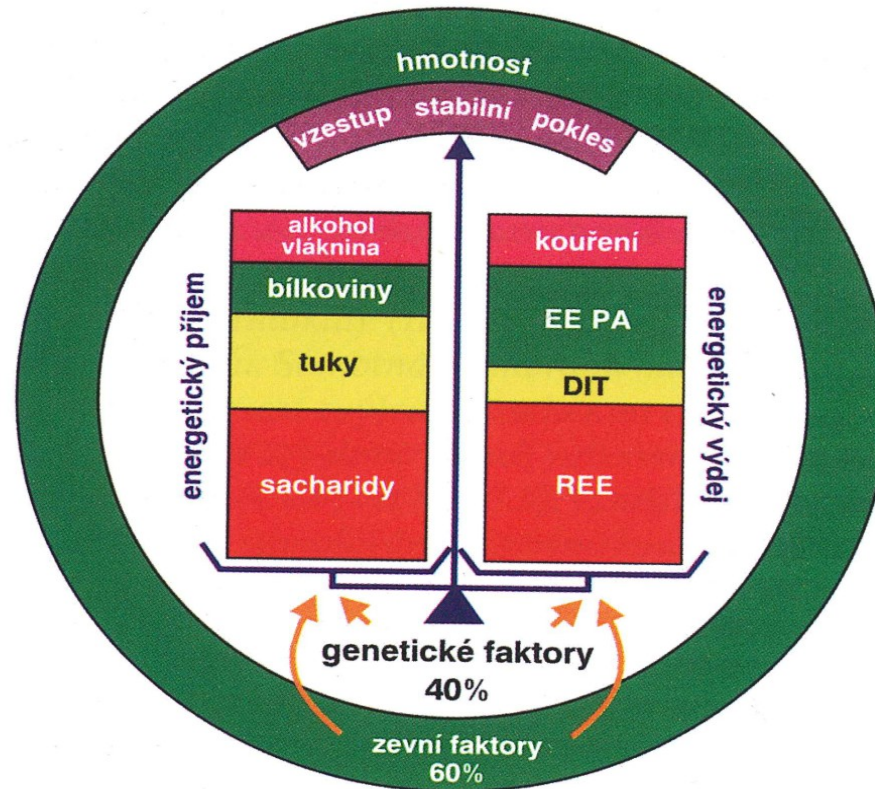 hmotnost
vzestup stabilní pokles
energetický příjem
alkohol
vláknina
bílkoviny
tuky
sacharidy
kouření
EE PA
DIT
REE
energetický výdej
genetické faktory
40%
zevní faktory
60%